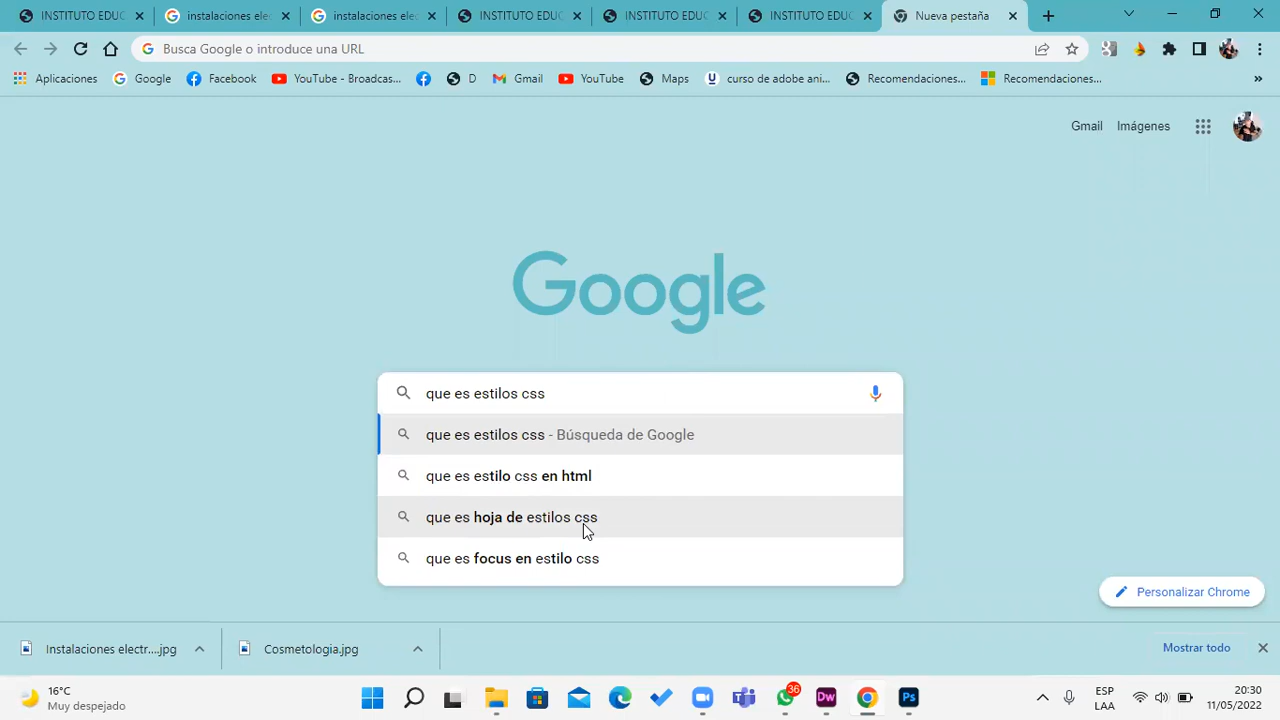 INSTITUTO EDUC
instalaciones elec
instalaciones elec
INSTITUTO EDUC
INSTITUTO EDUC
INSTITUTO EDUC
Nueva pestaña
Busca Google o introduce una URL
Aplicaciones
Google
Facebook
YouTube - Broadcas...
D
Gmail
YouTube
Maps
curso de adobe ani...
Recomendaciones...
Recomendaciones...
»
Gmail
Imágenes
Google
que es estilos css
que es estilos css - Búsqueda de Google
que es estilo css en html
que es hoja de estilos css
que es focus en estilo css
Personalizar Chrome
Instalaciones electr....jpg
Cosmetologia.jpg
Mostrar todo
16°C
Muy despejado
36
Dw
Ps
ESP
LAA
20:30
11/05/2022